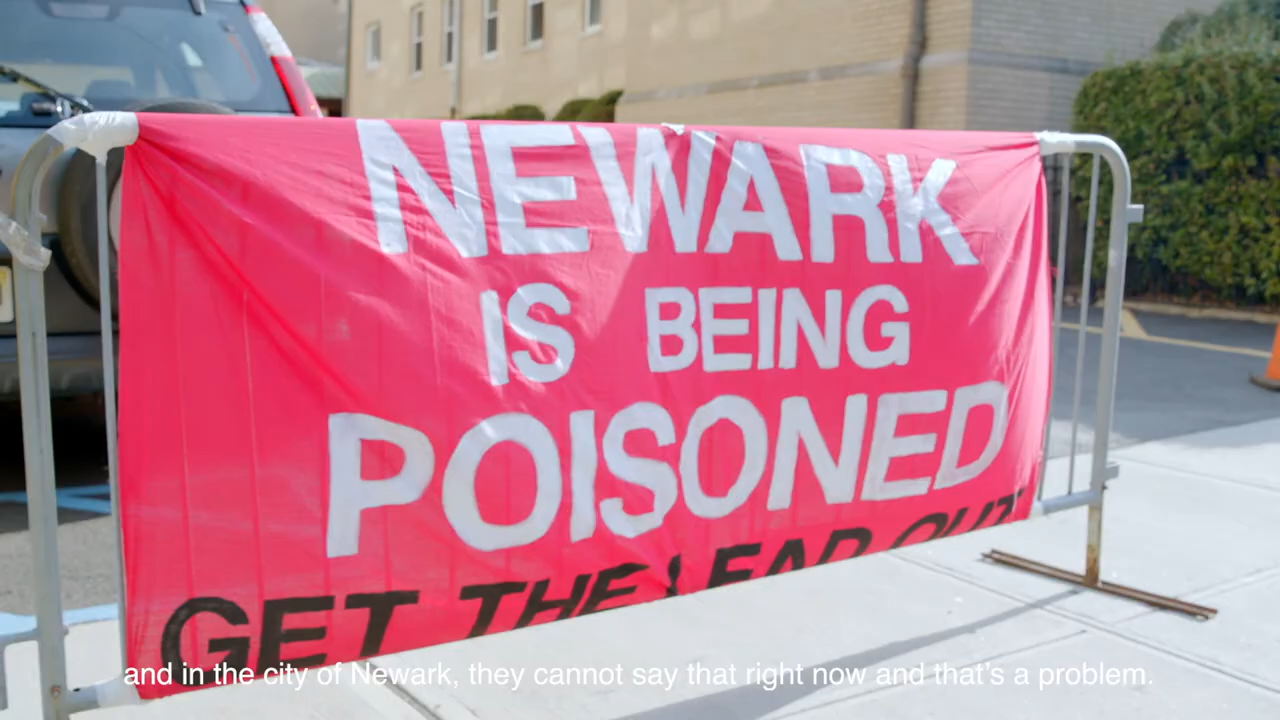 NEWARK
IS BEING
POISONED
GET THE LEAD OUT
and in the city of Newark, they cannot say that right now and that's a problem.